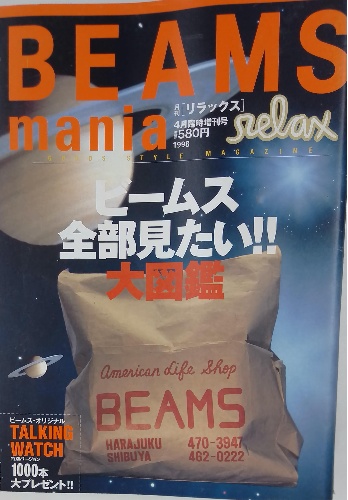 BEAMS
mania
月刊[リラックス]
4月臨時増刊号
580円
1998
relax
STYLE MAGAZINE
ビームス
全部見たい!!
大図鑑
American Life Shop
BEAMS
HARAJUKU 470-3947
SHIBUYA 462-0222
ビームス・オリジナル
TALKING
WATCH
1000本
大プレゼント!!